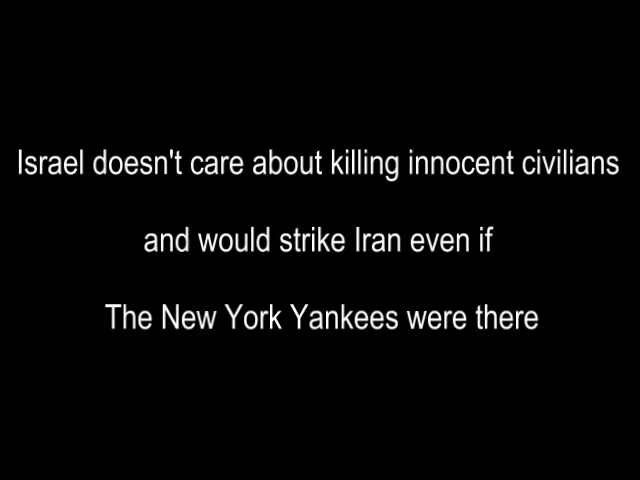 Israel doesn't care about killing innocent civilians
and would strike Iran even if
The New York Yankees were there